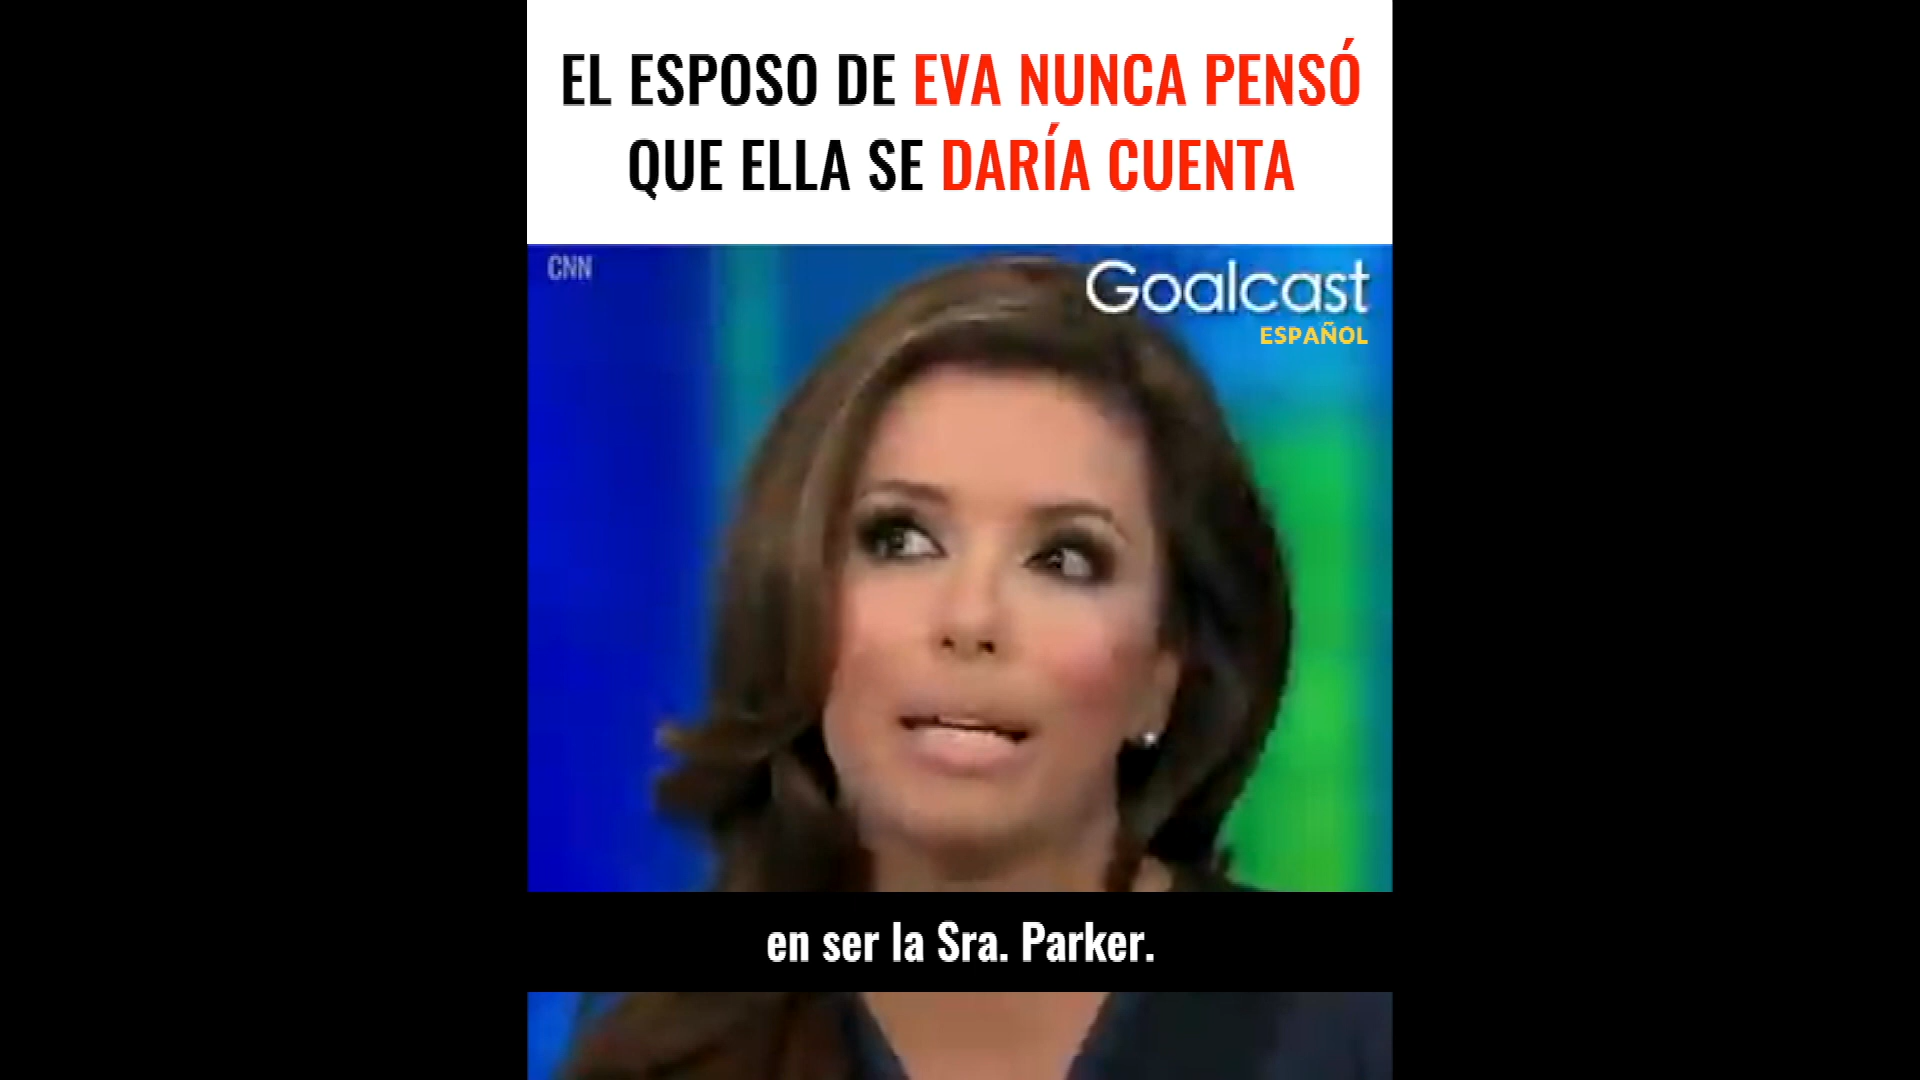 EL ESPOSO DE EVA NUNCA PENSÓ
QUE ELLA SE DARÍA CUENTA
CNN
Goalcast
ESPAÑOL
en ser la Sra. Parker.